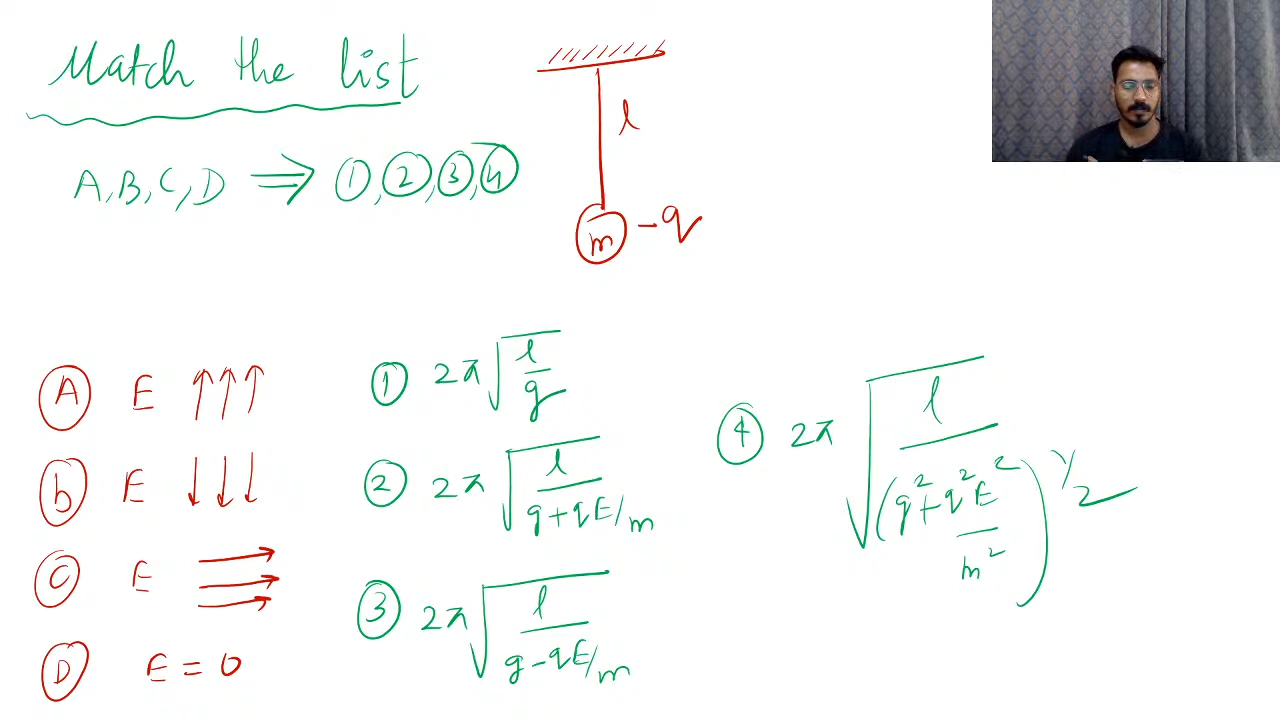 Match the list
A, B, C, D ⇒ ①, ②, ③, ④
l
m −q
Ⓐ E ↑↑↑
ⓑ E ↓↓↓
Ⓒ E →→→
Ⓓ E = 0
① 2π√(l/g)
② 2π√(l/(g+qE/m))
③ 2π√(l/(g−qE/m))
④ 2π√(l/(g²+q²E²/m²)^1/2)